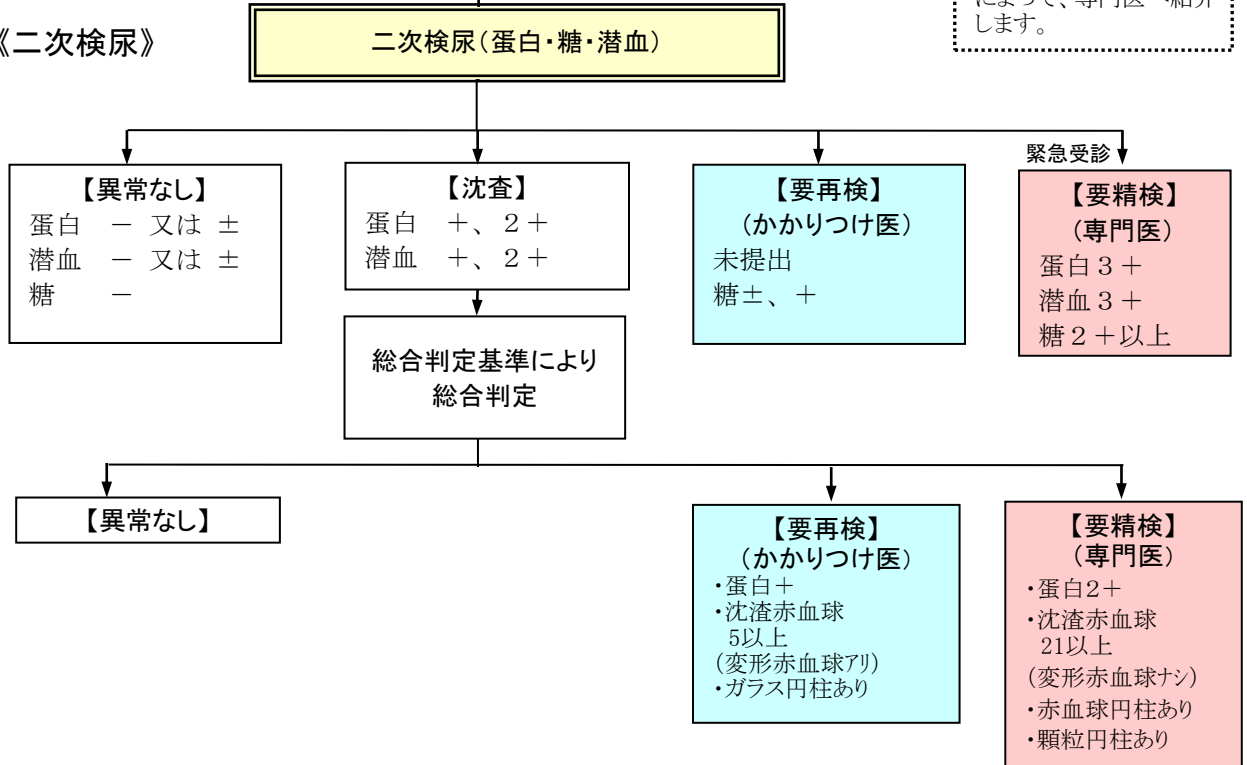 によって、専門医へ紹介
します。
《二次検尿》
二次検尿(蛋白・糖・潜血)
【異常なし】
蛋白 － 又は ±
潜血 － 又は ±
糖 －
【沈査】
蛋白 ＋、２＋
潜血 ＋、２＋
【要再検】
(かかりつけ医)
未提出
糖±、＋
緊急受診
【要精検】
(専門医)
蛋白３＋
潜血３＋
糖２＋以上
総合判定基準により
総合判定
【異常なし】
【要再検】
(かかりつけ医)
・蛋白＋
・沈渣赤血球
5以上
(変形赤血球ｱﾘ)
・ガラス円柱あり
【要精検】
(専門医)
・蛋白2＋
・沈渣赤血球
21以上
(変形赤血球ﾅｼ)
・赤血球円柱あり
・顆粒円柱あり